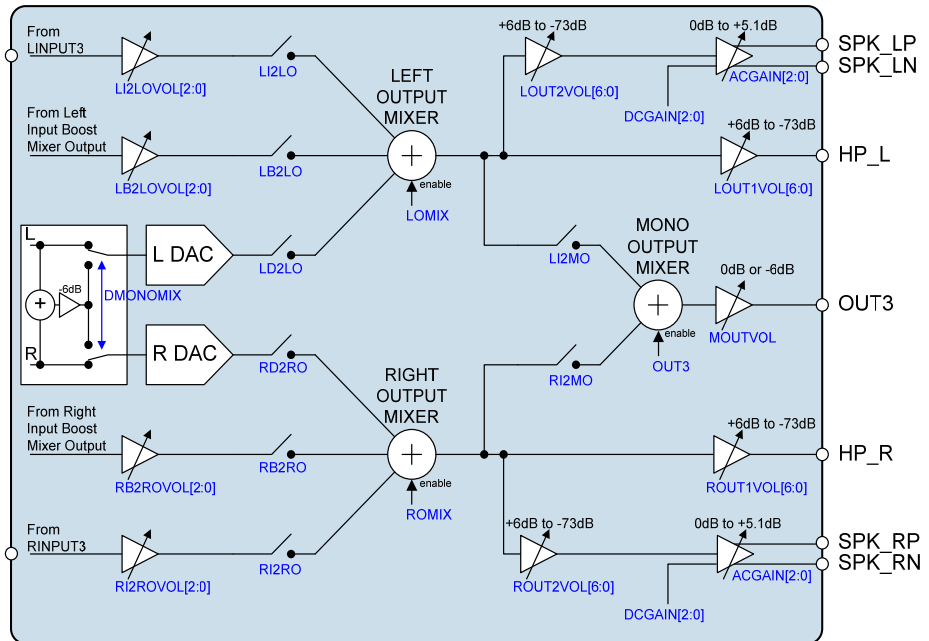 +6dB to -73dB
0dB to +5.1dB
From
LINPUT3
LI2LOVOL[2:0]
LI2LO
LEFT
OUTPUT
MIXER
LOUT2VOL[6:0]
ACGAIN[2:0]
DCGAIN[2:0]
SPK_LP
SPK_LN
From Left
Input Boost
Mixer Output
LB2LOVOL[2:0]
LB2LO
+
enable
LOMIX
+6dB to -73dB
LOUT1VOL[6:0]
HP_L
L
L DAC
LD2LO
-6dB
+
DMONOMIX
R
R DAC
RD2RO
LI2MO
MONO
OUTPUT
MIXER
+
enable
OUT3
RI2MO
0dB or -6dB
MOUTVOL
OUT3
RIGHT
OUTPUT
MIXER
From Right
Input Boost
Mixer Output
RB2ROVOL[2:0]
RB2RO
+
enable
ROMIX
+6dB to -73dB
ROUT1VOL[6:0]
HP_R
From
RINPUT3
RI2ROVOL[2:0]
RI2RO
+6dB to -73dB
ROUT2VOL[6:0]
0dB to +5.1dB
ACGAIN[2:0]
DCGAIN[2:0]
SPK_RP
SPK_RN